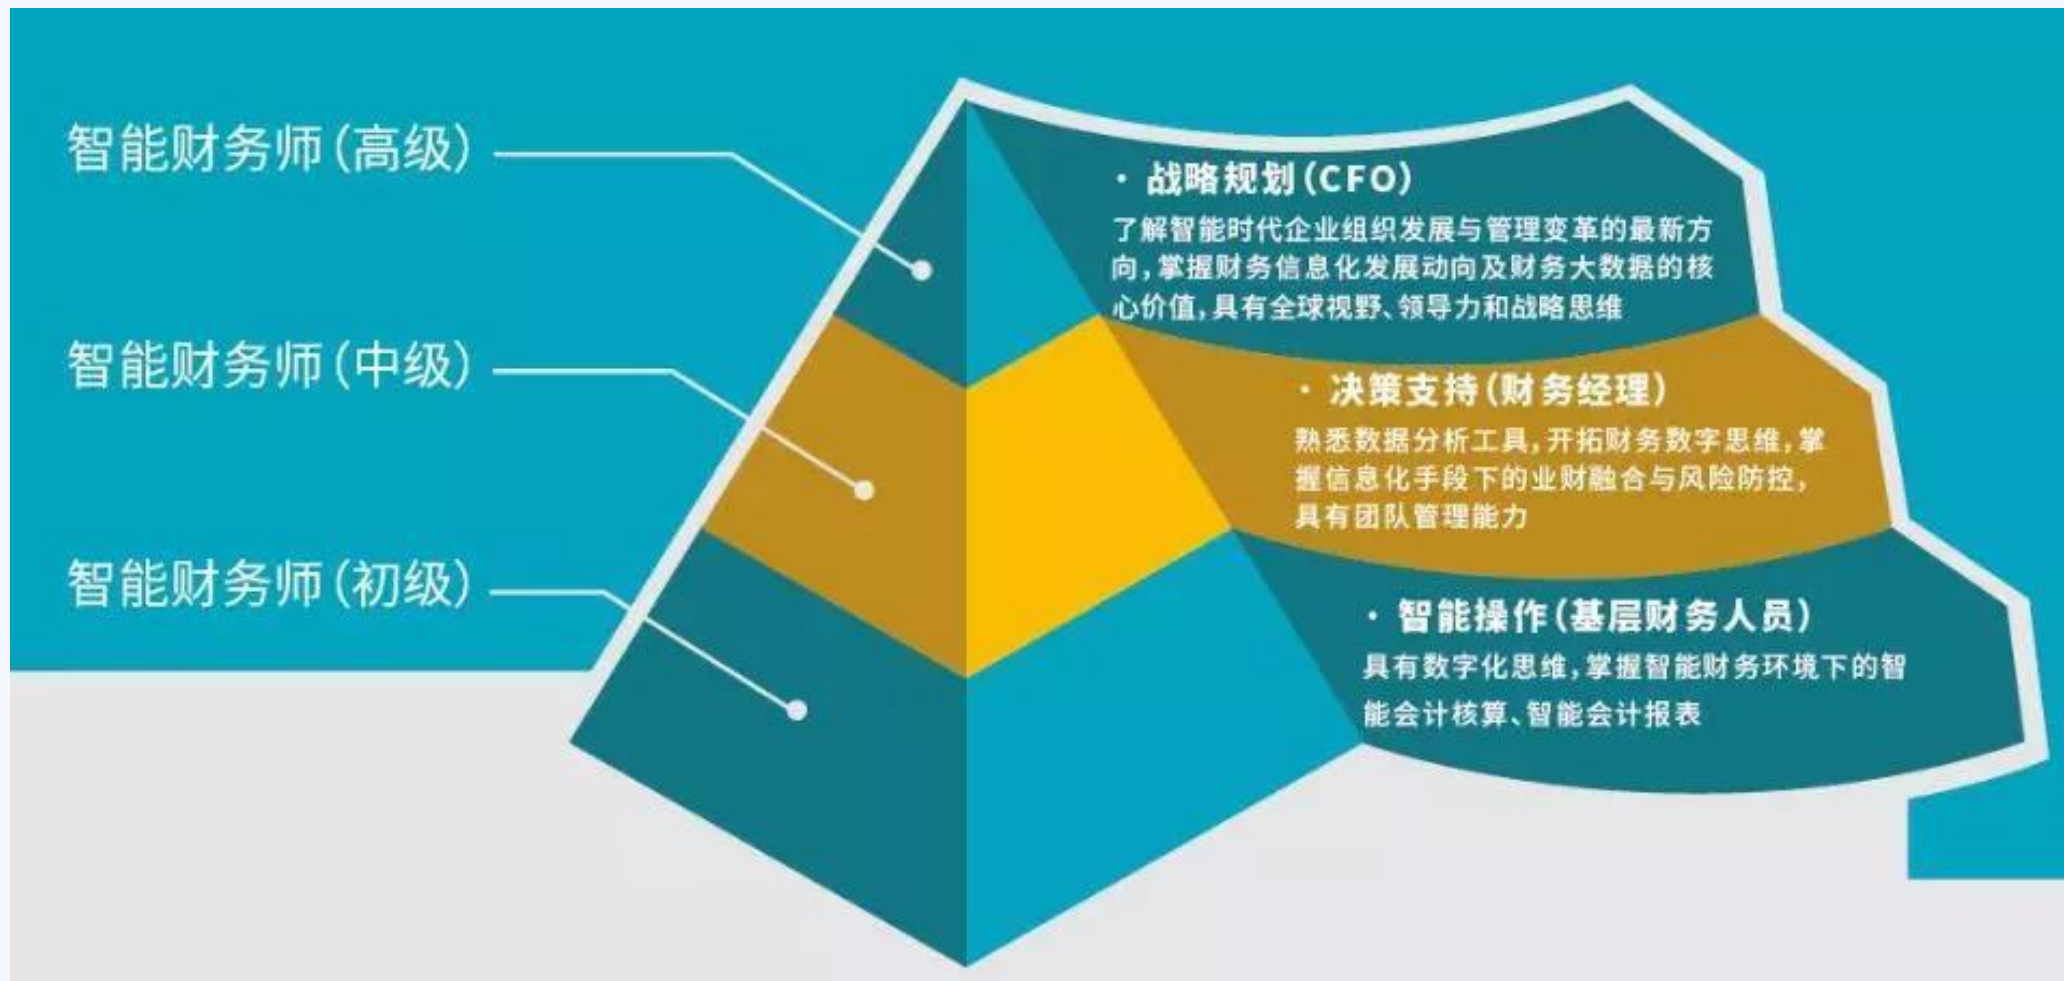 智能财务师(高级)
· 战略规划(CFO)
了解智能时代企业组织发展与管理变革的最新方
向,掌握财务信息化发展动向及财务大数据的核
心价值,具有全球视野、领导力和战略思维
智能财务师(中级)
· 决策支持(财务经理)
熟悉数据分析工具,开拓财务数字思维,掌
握信息化手段下的业财融合与风险防控,
具有团队管理能力
智能财务师(初级)
· 智能操作(基层财务人员)
具有数字化思维,掌握智能财务环境下的智
能会计核算、智能会计报表